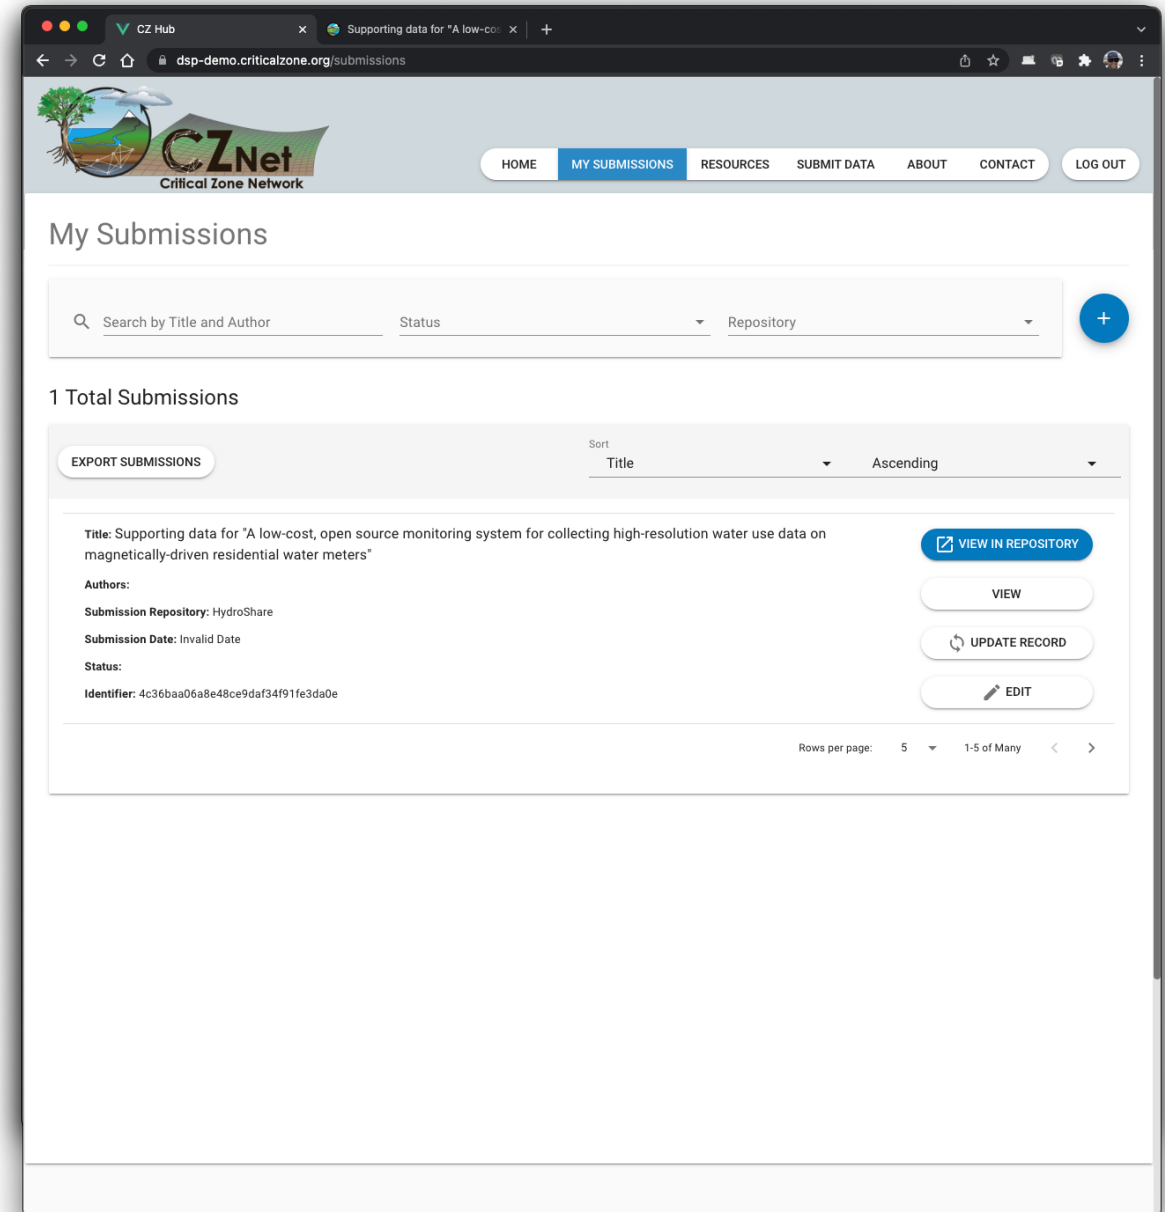 CZ Hub
Supporting data for "A low-co
dsp-demo.criticalzone.org/submissions
CZNet
Critical Zone Network
HOME MY SUBMISSIONS RESOURCES SUBMIT DATA ABOUT CONTACT LOG OUT
My Submissions
Search by Title and Author Status Repository
1 Total Submissions
Sort
EXPORT SUBMISSIONS Title Ascending
Title: Supporting data for "A low-cost, open source monitoring system for collecting high-resolution water use data on
magnetically-driven residential water meters"
VIEW IN REPOSITORY
Authors:
VIEW
Submission Repository: HydroShare
Submission Date: Invalid Date
UPDATE RECORD
Status:
Identifier: 4c36baa06a8e48ce9daf34f91fe3da0e
EDIT
Rows per page: 5 1-5 of Many